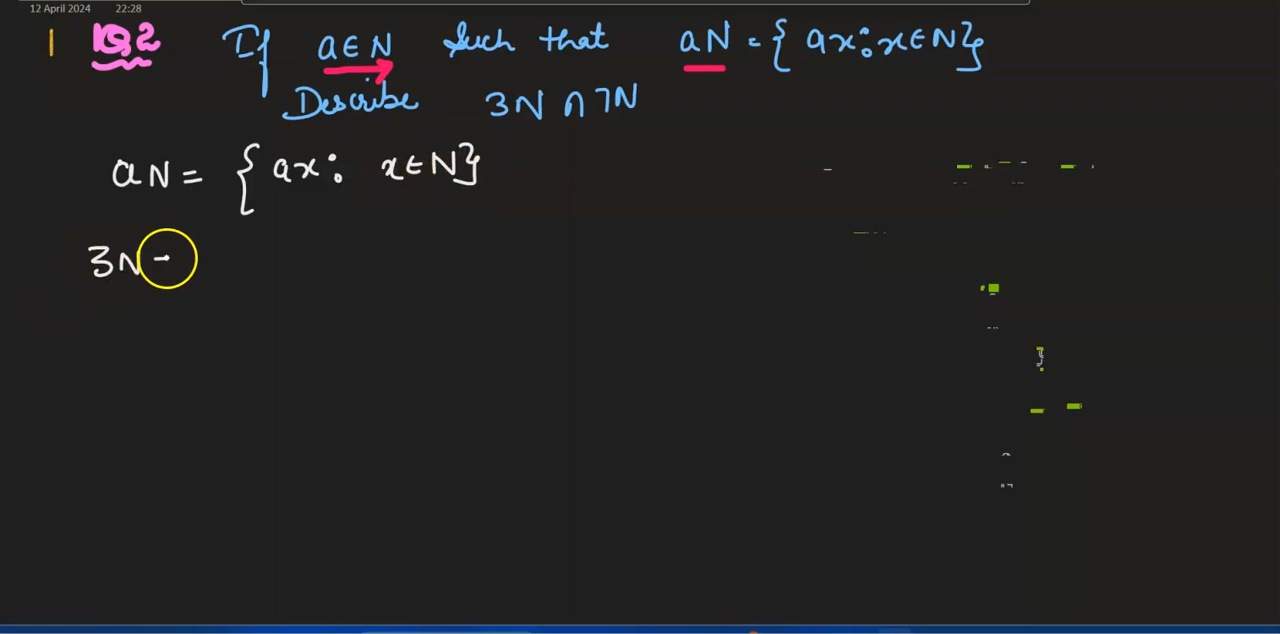 12 April 2024 22:28
1 Q2 If a∈N Such that aN = { ax : x∈N}
Describe 3N ∩ 7N
aN = { ax : x∈N}
3N -